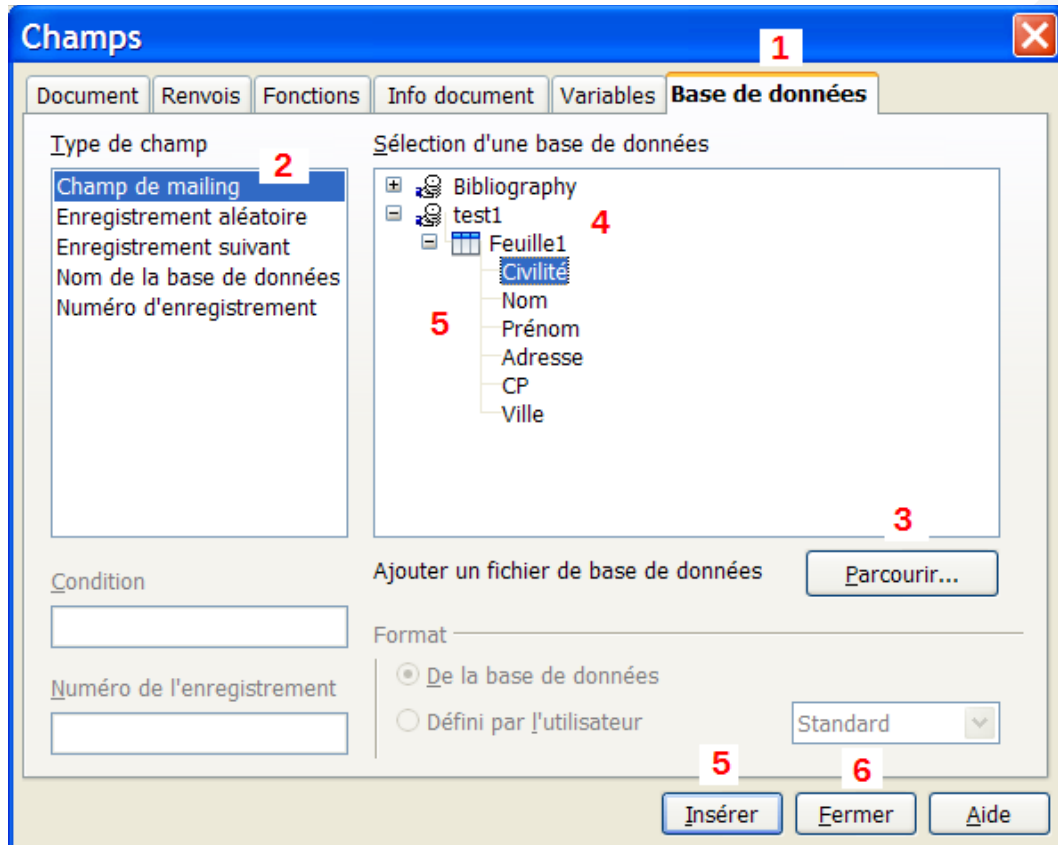 Champs
1
Document Renvois Fonctions Info document Variables Base de données
Type de champ
2
Champ de mailing
Enregistrement aléatoire
Enregistrement suivant
Nom de la base de données
Numéro d'enregistrement
Sélection d'une base de données
Bibliography
test1
4
Feuille1
Civilité
Nom
5
Prénom
Adresse
CP
Ville
3
Ajouter un fichier de base de données Parcourir...
Condition
Numéro de l'enregistrement
Format
De la base de données
Défini par l'utilisateur Standard
5 6
Insérer Fermer Aide